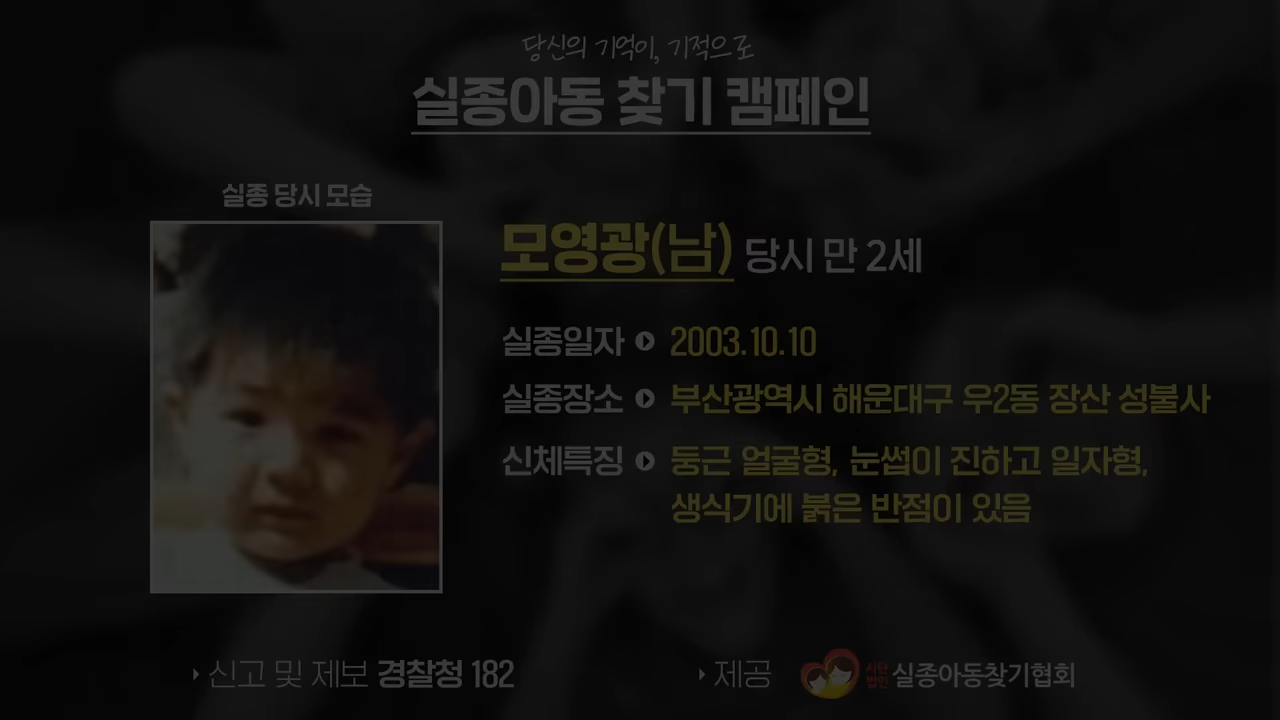 당신의 기억이, 기적으로
실종아동 찾기 캠페인
실종 당시 모습
모영광(남) 당시 만 2세
실종일자 2003.10.10
실종장소 부산광역시 해운대구 우2동 장산 성불사
신체특징 둥근 얼굴형, 눈썹이 진하고 일자형,
생식기에 붉은 반점이 있음
신고 및 제보 경찰청 182
제공 사단법인 실종아동찾기협회